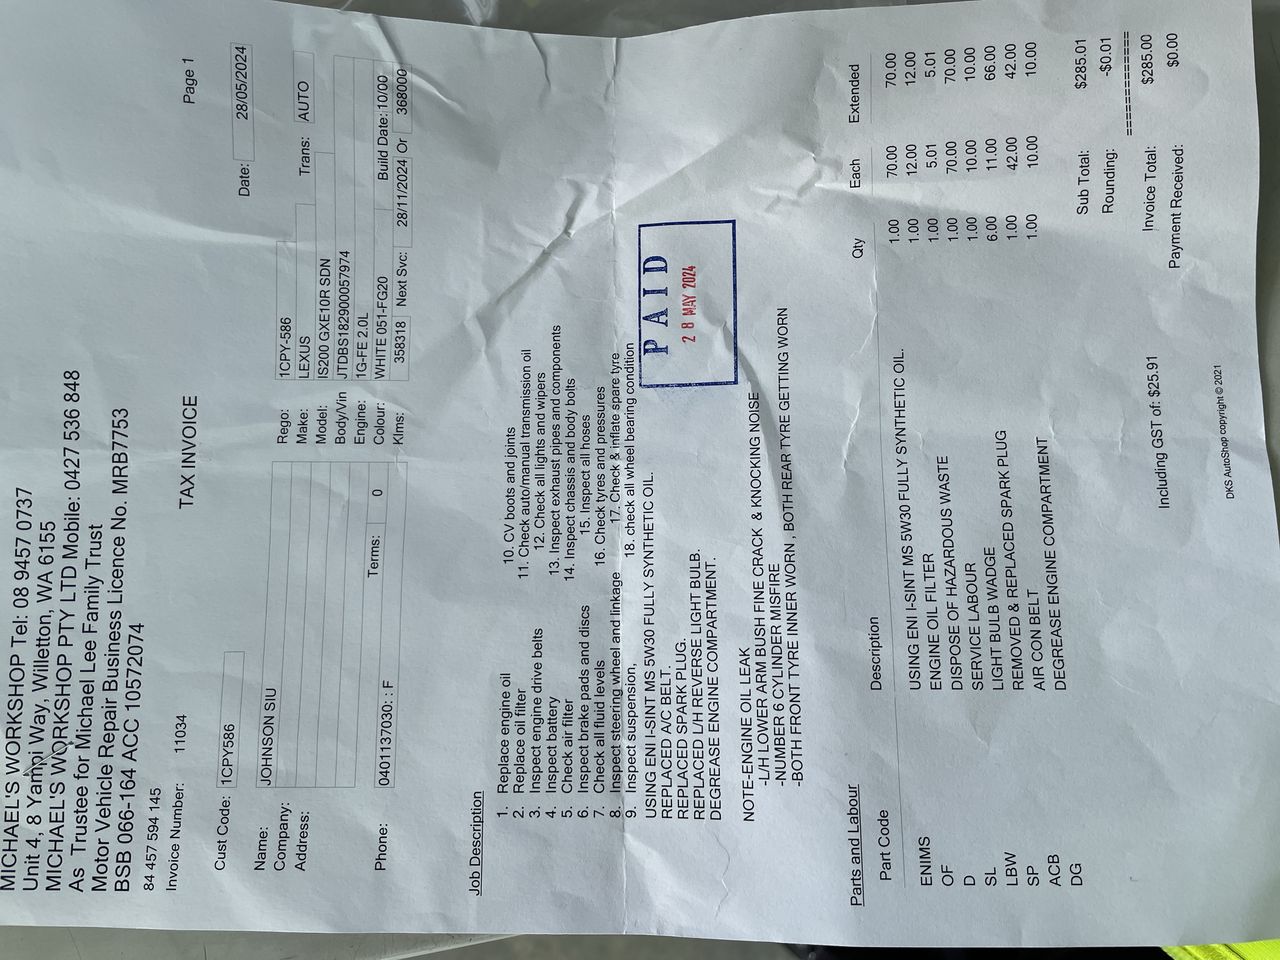 MICHAEL'S WORKSHOP Tel: 08 9457 0737
Unit 4, 8 Yampi Way, Willetton, WA 6155
MICHAEL'S WORKSHOP PTY LTD Mobile: 0427 536 848
As Trustee for Michael Lee Family Trust
Motor Vehicle Repair Business Licence No. MRB7753
BSB 066-164 ACC 10572074
84 457 594 145
TAX INVOICE Page 1
Invoice Number: 11034
Cust Code: 1CPY586 Date: 28/05/2024
Name: JOHNSON SIU Rego: 1CPY-586
Company: Make: LEXUS Trans: AUTO
Address: Model: IS200 GXE10R SDN
Body/Vin JTDBS182900057974
Engine: 1G-FE 2.0L
Phone: 0401137030: : F Terms: 0 Colour: WHITE 051-FG20 Build Date: 10/00
Klms: 358318 Next Svc: 28/11/2024 Or 368000
Job Description
1. Replace engine oil 10. CV boots and joints
2. Replace oil filter 11. Check auto/manual transmission oil
3. Inspect engine drive belts 12. Check all lights and wipers
4. Inspect battery 13. Inspect exhaust pipes and components
5. Check air filter 14. Inspect chassis and body bolts
6. Inspect brake pads and discs 15. Inspect all hoses
7. Check all fluid levels 16. Check tyres and pressures
8. Inspect steering wheel and linkage 17. Check & inflate spare tyre
9. Inspect suspension, 18. check all wheel bearing condition
USING ENI I-SINT MS 5W30 FULLY SYNTHETIC OIL.
REPLACED A/C BELT.
REPLACED SPARK PLUG.
REPLACED L/H REVERSE LIGHT BULB.
DEGREASE ENGINE COMPARTMENT.
PAID
28 MAY 2024
NOTE-ENGINE OIL LEAK
-L/H LOWER ARM BUSH FINE CRACK & KNOCKING NOISE
-NUMBER 6 CYLINDER MISFIRE
-BOTH FRONT TYRE INNER WORN , BOTH REAR TYRE GETTING WORN
Parts and Labour
Part Code Description Qty Each Extended
ENIMS USING ENI I-SINT MS 5W30 FULLY SYNTHETIC OIL. 1.00 70.00 70.00
OF ENGINE OIL FILTER 1.00 12.00 12.00
D DISPOSE OF HAZARDOUS WASTE 1.00 5.01 5.01
SL SERVICE LABOUR 1.00 70.00 70.00
LBW LIGHT BULB WADGE 1.00 10.00 10.00
SP REMOVED & REPLACED SPARK PLUG 6.00 11.00 66.00
ACB AIR CON BELT 1.00 42.00 42.00
DG DEGREASE ENGINE COMPARTMENT 1.00 10.00 10.00
Sub Total: $285.01
Rounding: -$0.01
============
Including GST of: $25.91 Invoice Total: $285.00
Payment Received: $0.00
DKS AutoShop copyright © 2021